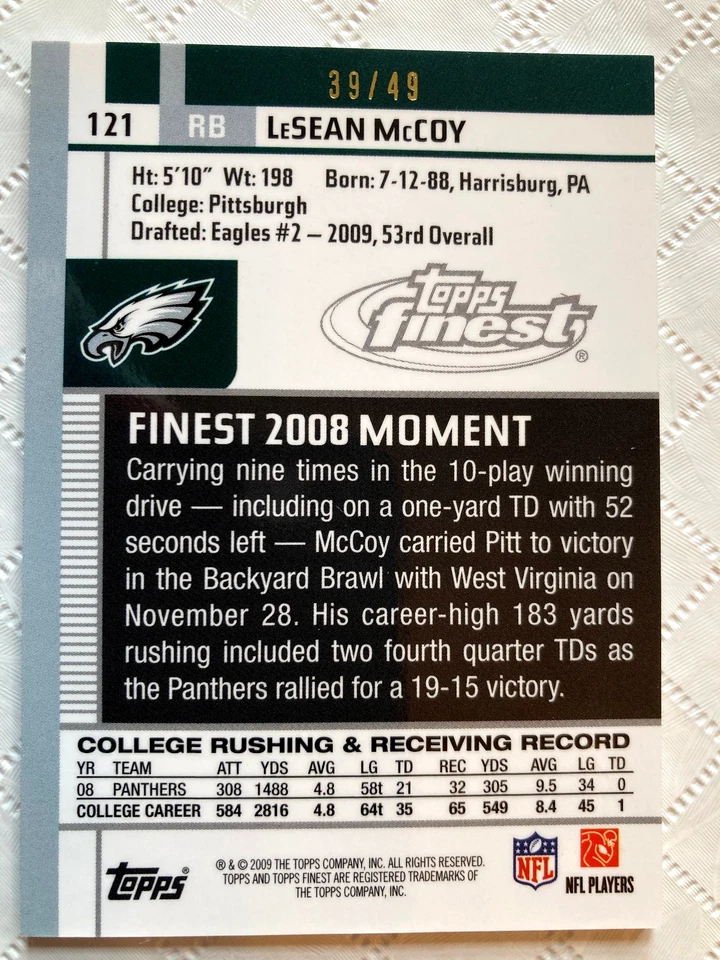 39/49
121 RB LeSEAN McCOY
Ht: 5'10" Wt: 198 Born: 7-12-88, Harrisburg, PA
College: Pittsburgh
Drafted: Eagles #2 – 2009, 53rd Overall
topps
finest®
FINEST 2008 MOMENT
Carrying nine times in the 10-play winning
drive — including on a one-yard TD with 52
seconds left — McCoy carried Pitt to victory
in the Backyard Brawl with West Virginia on
November 28. His career-high 183 yards
rushing included two fourth quarter TDs as
the Panthers rallied for a 19-15 victory.
COLLEGE RUSHING & RECEIVING RECORD
YR TEAM ATT YDS AVG LG TD REC YDS AVG LG TD
08 PANTHERS 308 1488 4.8 58t 21 32 305 9.5 34 0
COLLEGE CAREER 584 2816 4.8 64t 35 65 549 8.4 45 1
topps®
® & © 2009 THE TOPPS COMPANY, INC. ALL RIGHTS RESERVED.
TOPPS AND TOPPS FINEST ARE REGISTERED TRADEMARKS OF
THE TOPPS COMPANY, INC.
NFL
NFL PLAYERS